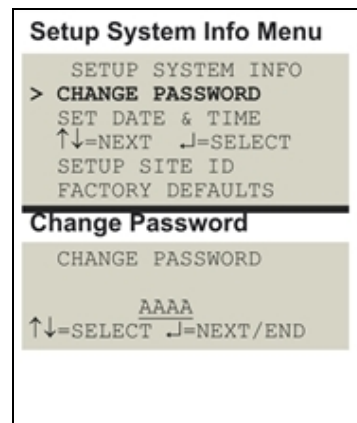 Setup System Info Menu
SETUP SYSTEM INFO
> CHANGE PASSWORD
SET DATE & TIME
↑↓=NEXT ↵=SELECT
SETUP SITE ID
FACTORY DEFAULTS
Change Password
CHANGE PASSWORD
AAAA
↑↓=SELECT ↵=NEXT/END